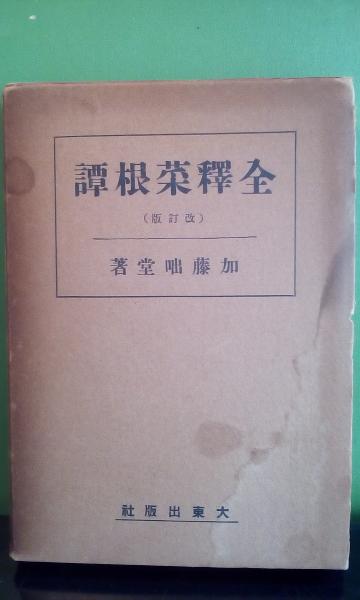 全釋菜根譚
（改訂版）
加藤咄堂著
大東出版社